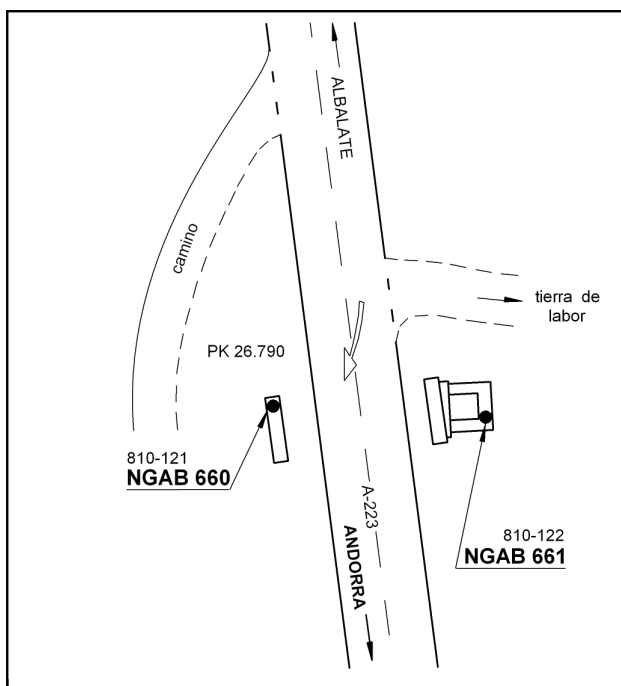 ALBALATE
camino
tierra de
labor
PK 26.790
810-121
NGAB 660
A-223
ANDORRA
810-122
NGAB 661